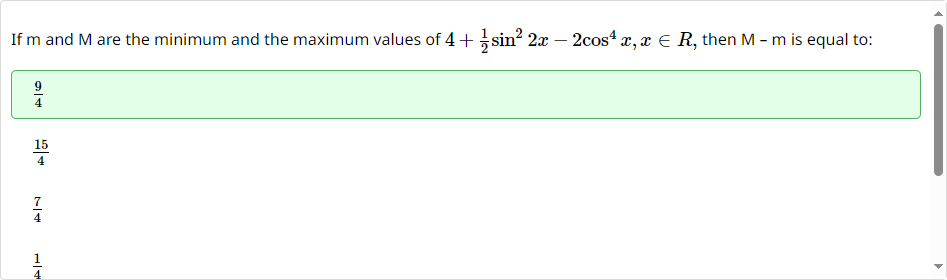 If m and M are the minimum and the maximum values of $4 + \frac{1}{2}\sin^2 2x - 2\cos^4 x, x \in R$, then M – m is equal to:
$\frac{9}{4}$
$\frac{15}{4}$
$\frac{7}{4}$
$\frac{1}{4}$